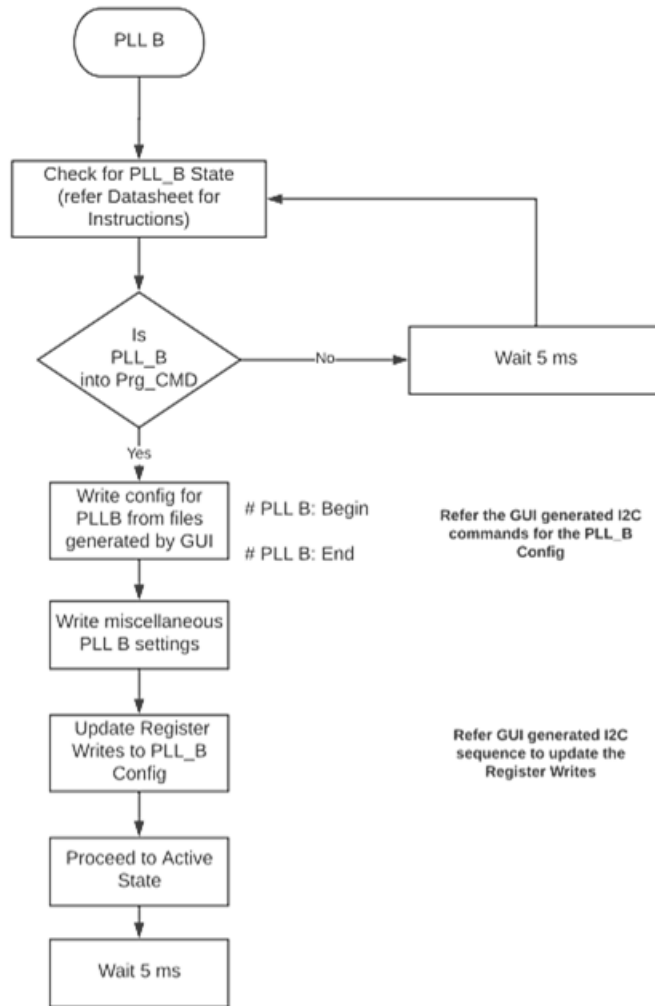 PLL B
Check for PLL_B State
(refer Datasheet for
Instructions)
Is
PLL_B
into Prg_CMD
No
Wait 5 ms
Yes
Write config for
PLLB from files
generated by GUI
# PLL B: Begin
# PLL B: End
Refer the GUI generated I2C
commands for the PLL_B
Config
Write miscellaneous
PLL B settings
Update Register
Writes to PLL_B
Config
Refer GUI generated I2C
sequence to update the
Register Writes
Proceed to Active
State
Wait 5 ms